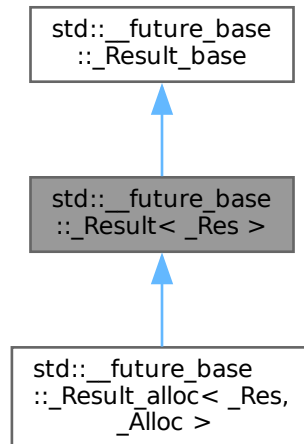 std::__future_base
::_Result_base
std::__future_base
::_Result< _Res >
std::__future_base
::_Result_alloc< _Res,
_Alloc >